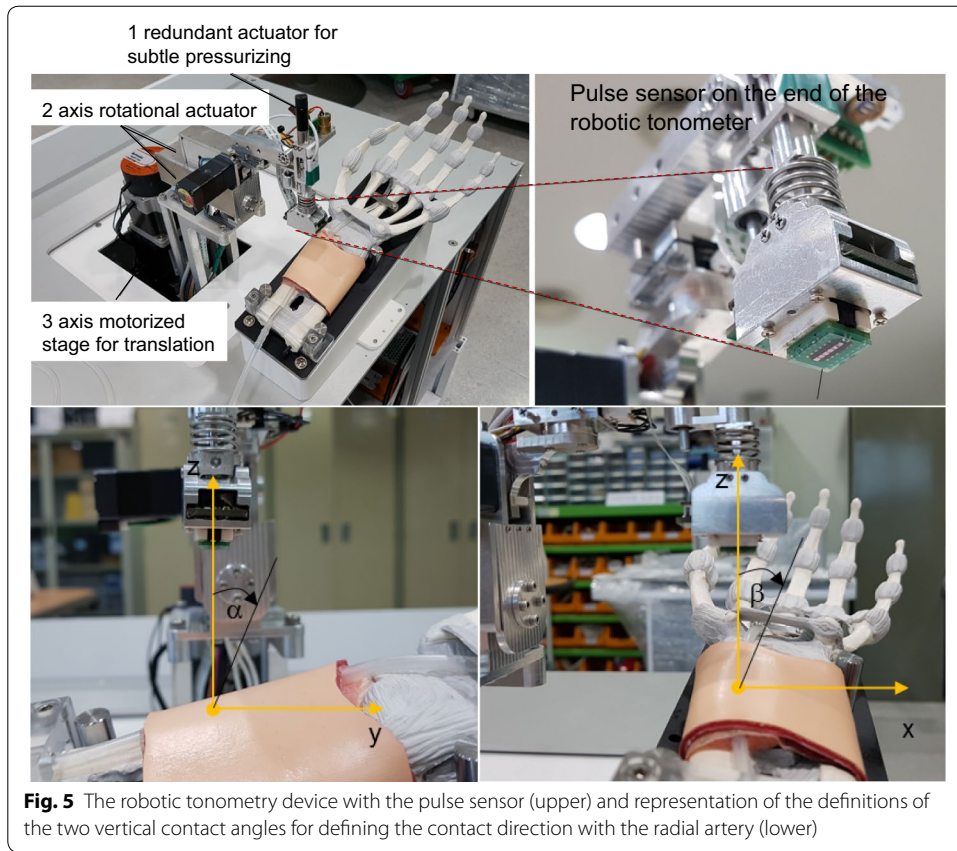 1 redundant actuator for
subtle pressurizing
2 axis rotational actuator
3 axis motorized
stage for translation
Pulse sensor on the end of the
robotic tonometer
z
α
y
z
β
x
Fig. 5 The robotic tonometry device with the pulse sensor (upper) and representation of the definitions of
the two vertical contact angles for defining the contact direction with the radial artery (lower)